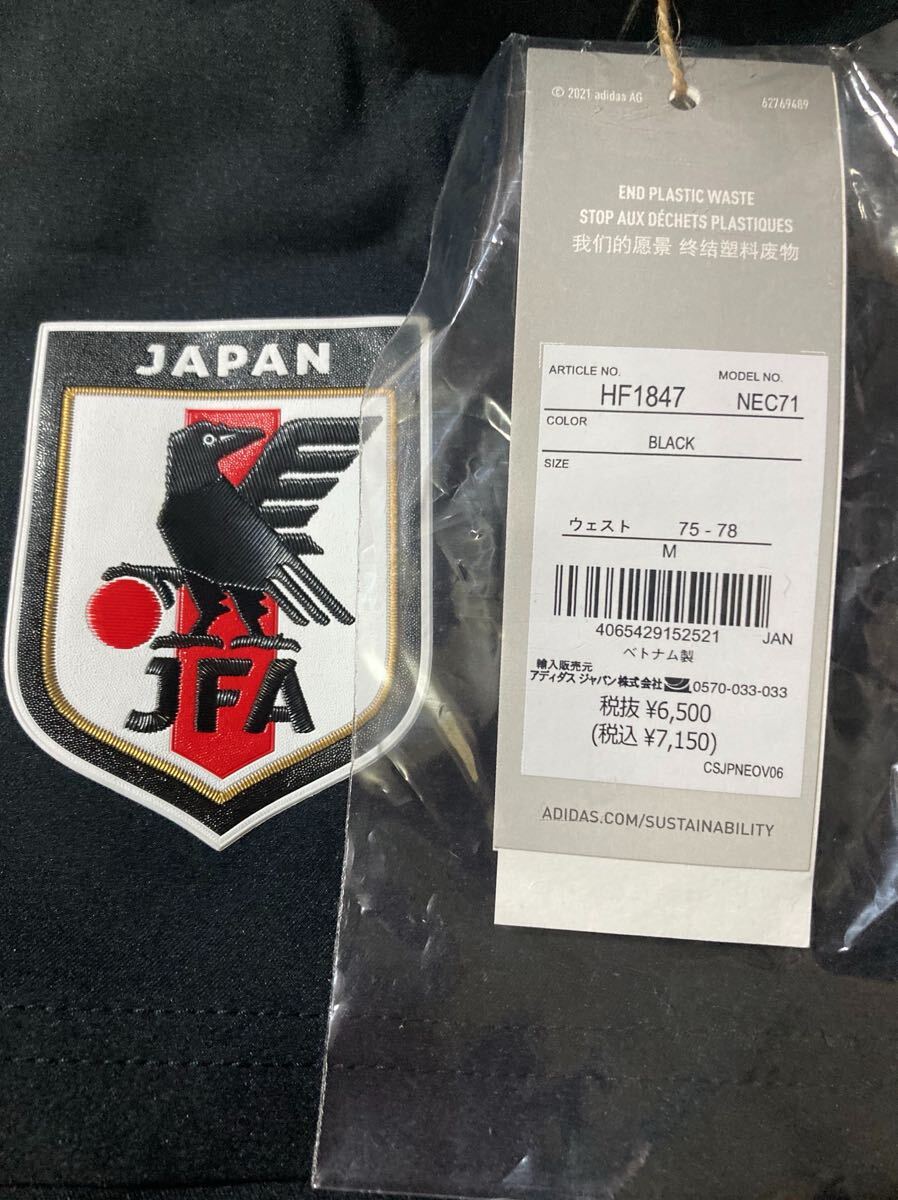 JAPAN
JFA
© 2021 adidas AG 62769489
END PLASTIC WASTE
STOP AUX DÉCHETS PLASTIQUES
我们的愿景 终结塑料废物
ARTICLE NO. MODEL NO.
HF1847 NEC71
COLOR
BLACK
SIZE
ウェスト 75 - 78
M
4065429152521 JAN
ベトナム製
輸入販売元
アディダス ジャパン株式会社 0570-033-033
税抜 ¥6,500
(税込 ¥7,150)
CSJPNEOV06
ADIDAS.COM/SUSTAINABILITY